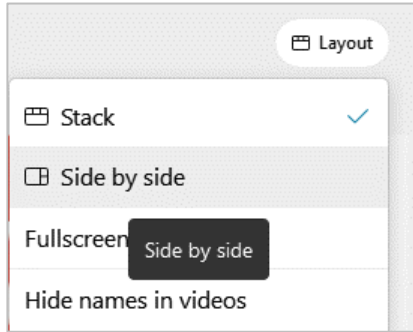 Layout
Stack
Side by side
Fullscreen
Side by side
Hide names in videos